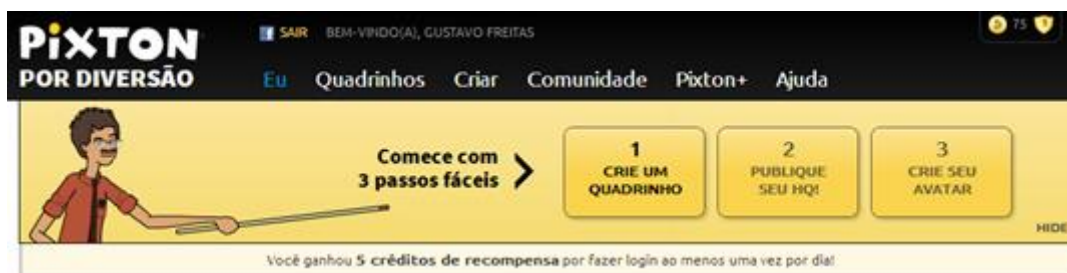 PiXTON
POR DIVERSÃO
SAIR BEM-VINDO(A), GUSTAVO FREITAS
75 1
Eu Quadrinhos Criar Comunidade Pixton+ Ajuda
Comece com
3 passos fáceis
1
CRIE UM
QUADRINHO
2
PUBLIQUE
SEU HQ!
3
CRIE SEU
AVATAR
HIDE
Você ganhou 5 créditos de recompensa por fazer login ao menos uma vez por dia!